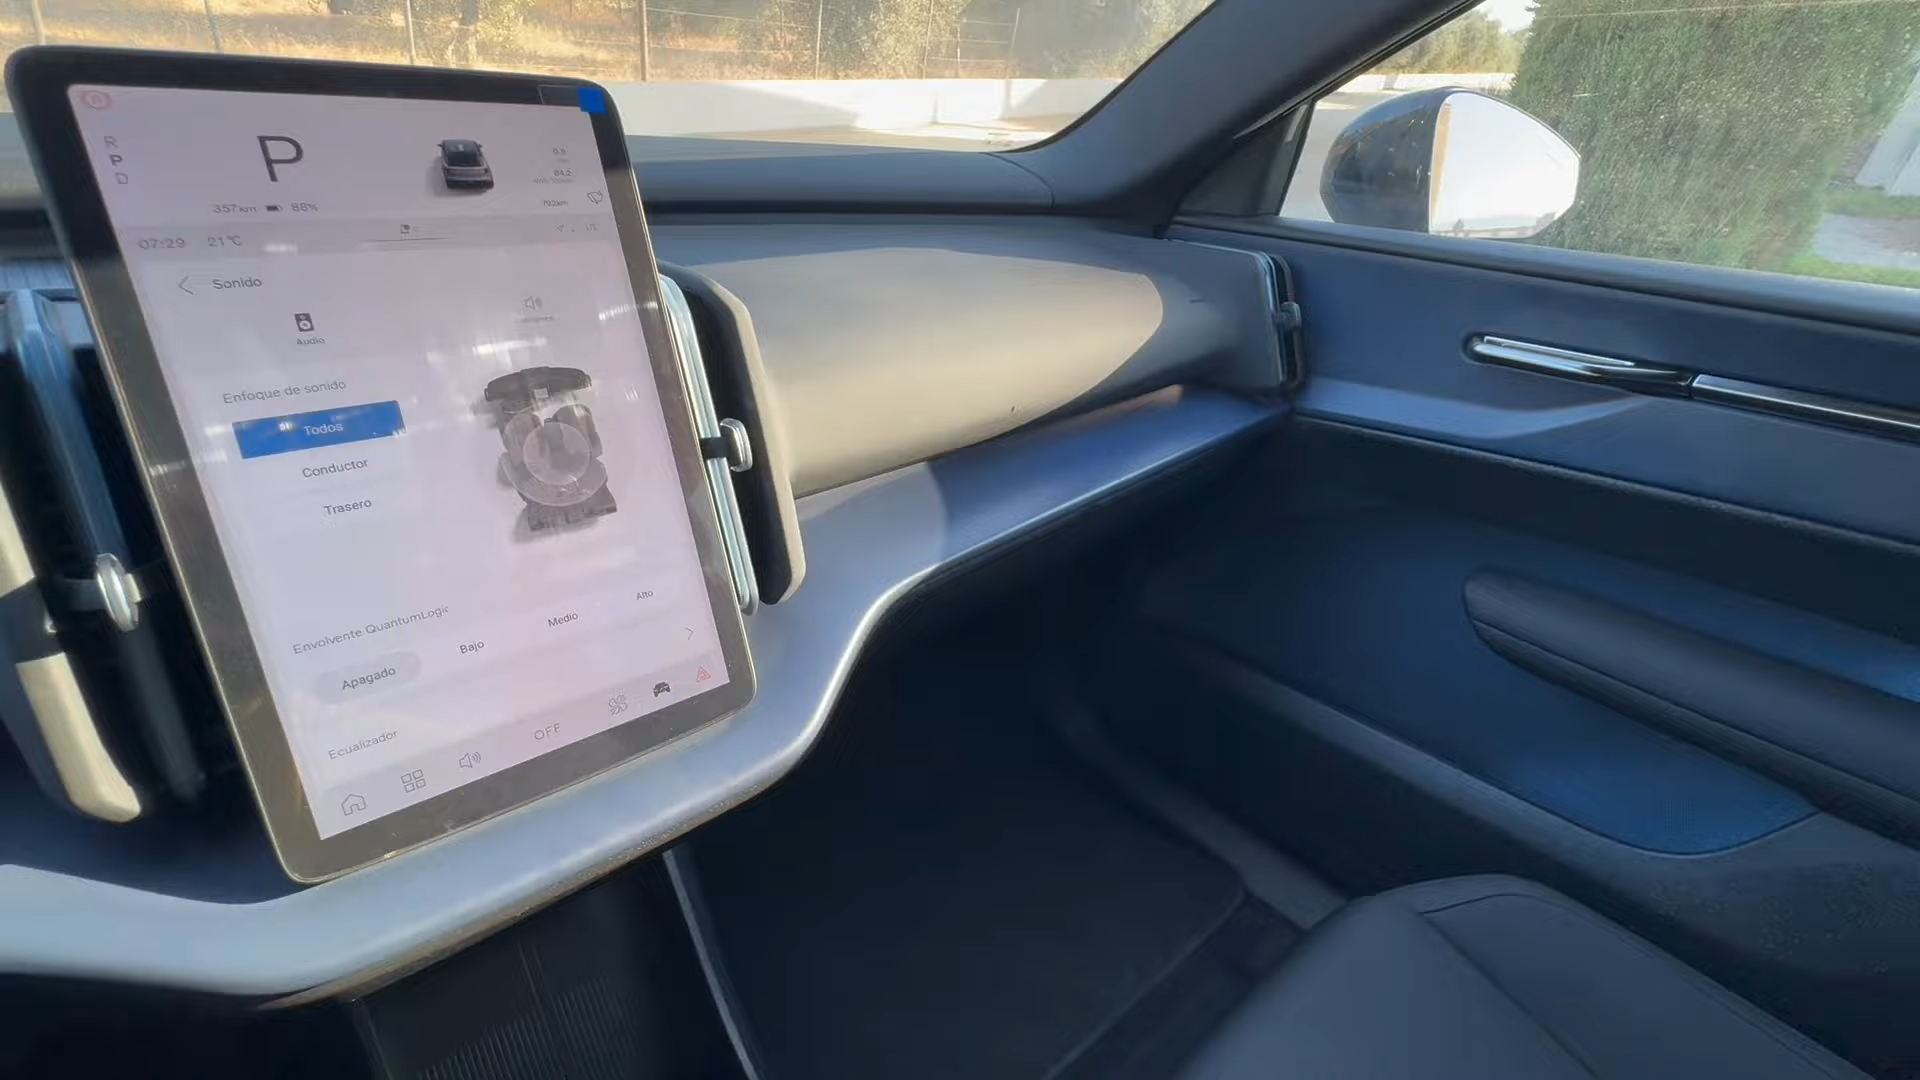 R
P
D
P
357km 88%
07:29 21°C
Sonido
Audio
Enfoque de sonido
Todos
Conductor
Trasero
Envolvente QuantumLogic
Apagado Bajo Medio Alto
Ecualizador
OFF